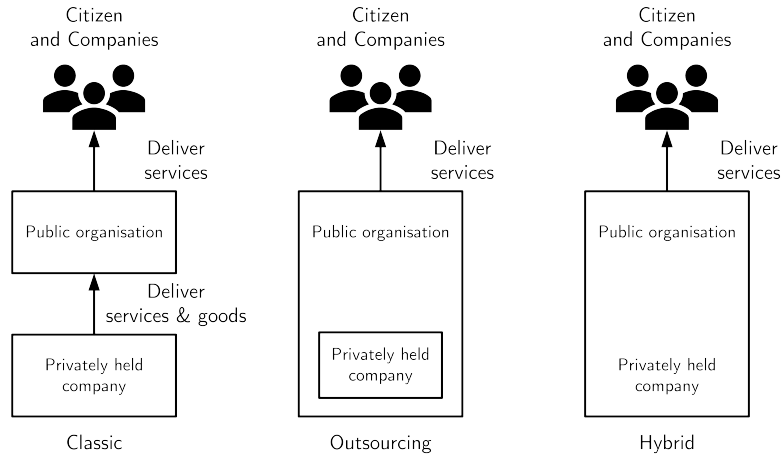 Citizen
and Companies
Deliver
services
Public organisation
Deliver
services & goods
Privately held
company
Classic
Citizen
and Companies
Deliver
services
Public organisation
Privately held
company
Outsourcing
Citizen
and Companies
Deliver
services
Public organisation
Privately held
company
Hybrid